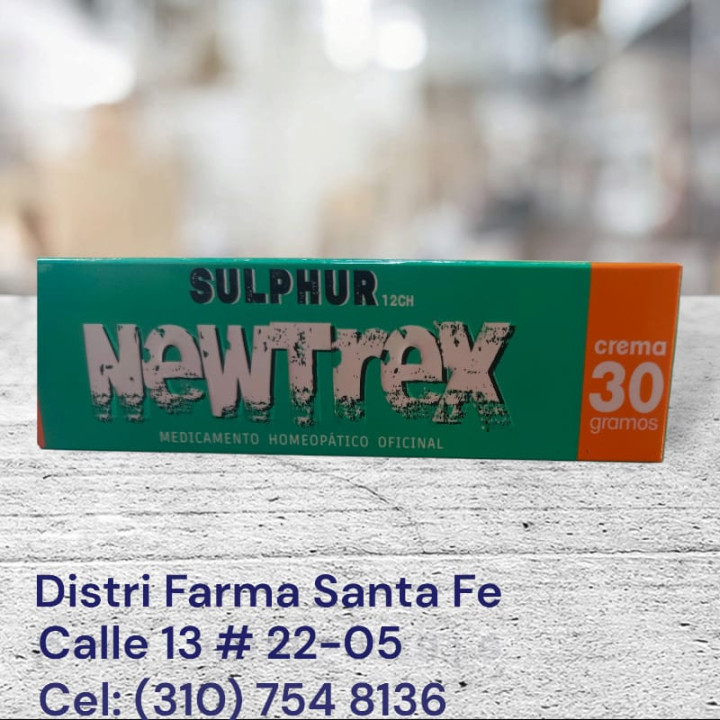 SULPHUR 12CH
NewTrex
MEDICAMENTO HOMEOPÁTICO OFICINAL
crema
30
gramos
Distri Farma Santa Fe
Calle 13 # 22-05
Cel: (310) 754 8136